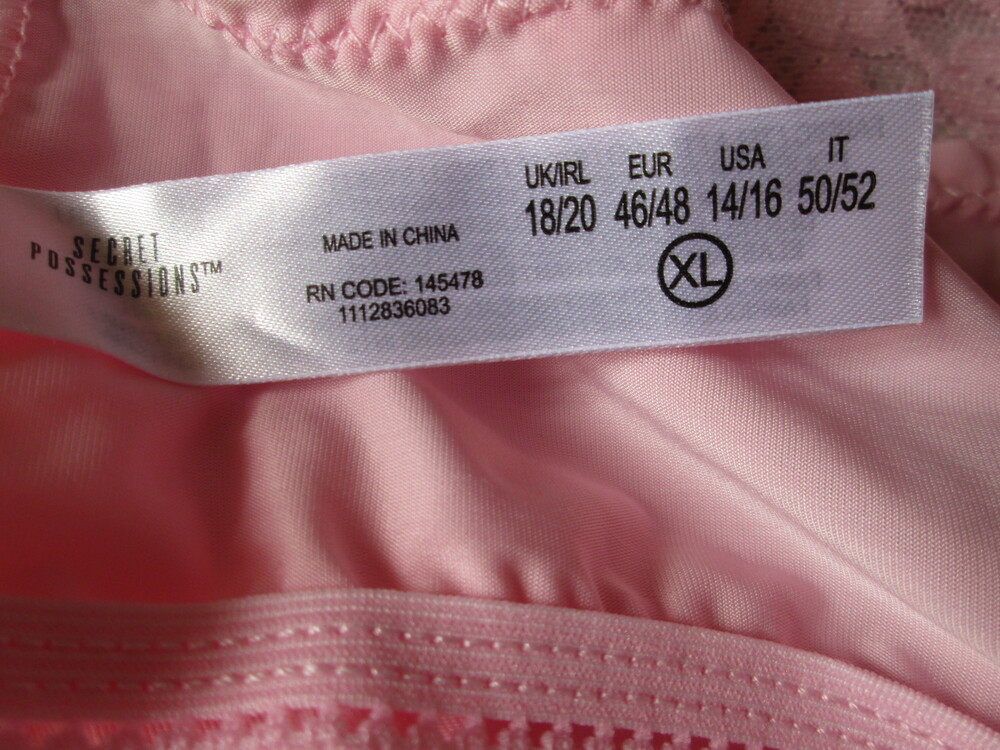 SECRET
POSSESSIONS™
MADE IN CHINA
RN CODE: 145478
1112836083
UK/IRL EUR USA IT
18/20 46/48 14/16 50/52
XL